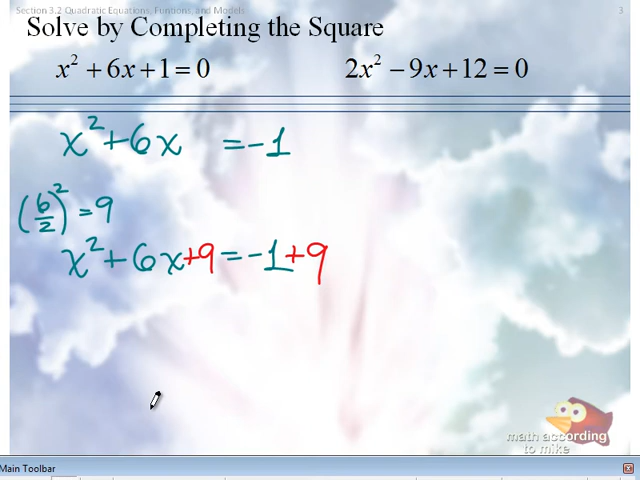 Section 3.2 Quadratic Equations, Funtions, and Models 3
Solve by Completing the Square
x² + 6x + 1 = 0 2x² − 9x + 12 = 0
x² + 6x = -1
(6/2)² = 9
x² + 6x + 9 = -1 + 9
math according
to mike
Main Toolbar